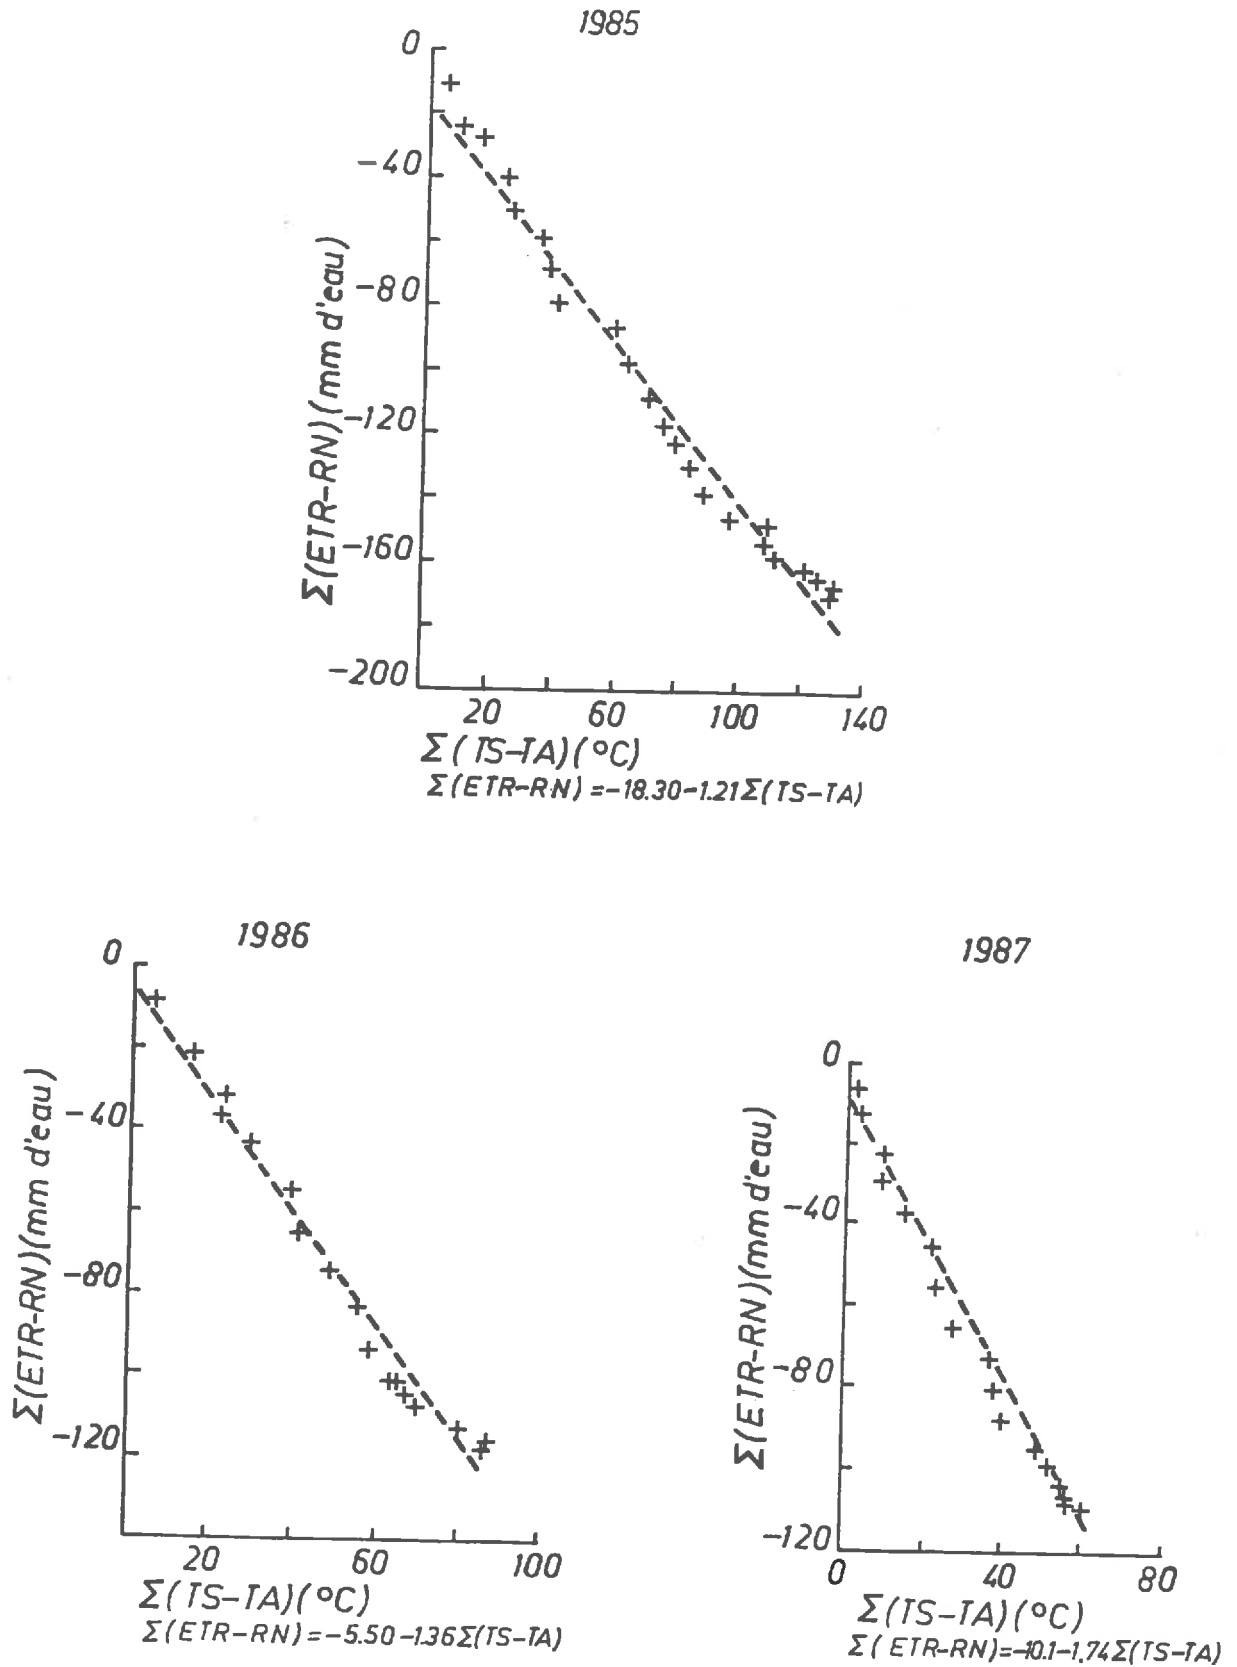 1985
0
-40
-80
-120
-160
-200
Σ(ETR-RN)(mm d'eau)
20 60 100 140
Σ(TS-TA)(°C)
Σ(ETR-RN)=-18.30-1.21Σ(TS-TA)
1986
0
-40
-80
-120
Σ(ETR-RN)(mm d'eau)
20 60 100
Σ(TS-TA)(°C)
Σ(ETR-RN)=-5.50-1.36Σ(TS-TA)
1987
0
-40
-80
-120
Σ(ETR-RN)(mm d'eau)
0 40 80
Σ(TS-TA)(°C)
Σ(ETR-RN)=-10.1-1.74Σ(TS-TA)